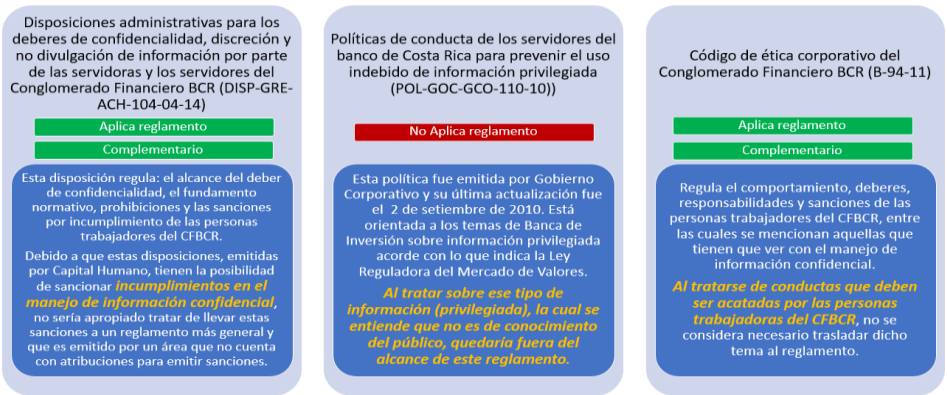 Disposiciones administrativas para los
deberes de confidencialidad, discreción y
no divulgación de información por parte
de las servidoras y los servidores del
Conglomerado Financiero BCR (DISP-GRE-
ACH-104-04-14)
Aplica reglamento
Complementario
Esta disposición regula: el alcance del deber
de confidencialidad, el fundamento
normativo, prohibiciones y las sanciones
por incumplimiento de las personas
trabajadores del CFBCR.
Debido a que estas disposiciones, emitidas
por Capital Humano, tienen la posibilidad
de sancionar incumplimientos en el
manejo de información confidencial,
no sería apropiado tratar de llevar estas
sanciones a un reglamento más general y
que es emitido por un área que no cuenta
con atribuciones para emitir sanciones.
Políticas de conducta de los servidores del
banco de Costa Rica para prevenir el uso
indebido de información privilegiada
(POL-GOC-GCO-110-10))
No Aplica reglamento
Esta política fue emitida por Gobierno
Corporativo y su última actualización fue
el 2 de setiembre de 2010. Está
orientada a los temas de Banca de
Inversión sobre información privilegiada
acorde con lo que indica la Ley
Reguladora del Mercado de Valores.
Al tratar sobre ese tipo de
información (privilegiada), la cual se
entiende que no es de conocimiento
del público, quedaría fuera del
alcance de este reglamento.
Código de ética corporativo del
Conglomerado Financiero BCR (B-94-11)
Aplica reglamento
Complementario
Regula el comportamiento, deberes,
responsabilidades y sanciones de las
personas trabajadores del CFBCR, entre
las cuales se mencionan aquellas que
tienen que ver con el manejo de
información confidencial.
Al tratarse de conductas que deben
ser acatadas por las personas
trabajadoras del CFBCR, no se
considera necesario trasladar dicho
tema al reglamento.